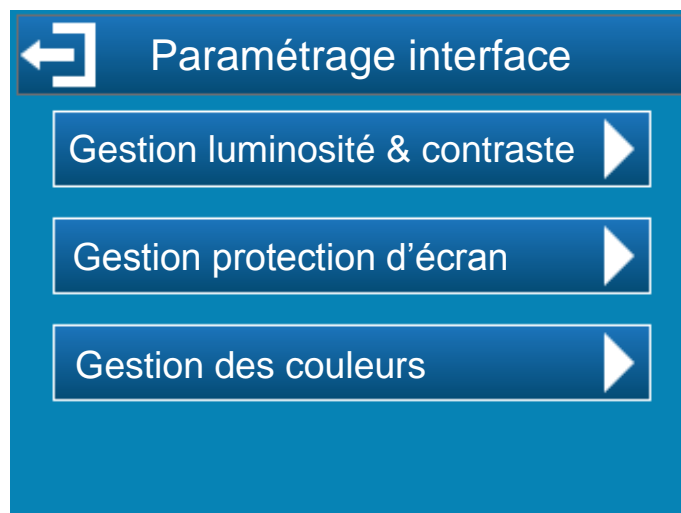 Paramétrage interface
Gestion luminosité & contraste
Gestion protection d’écran
Gestion des couleurs